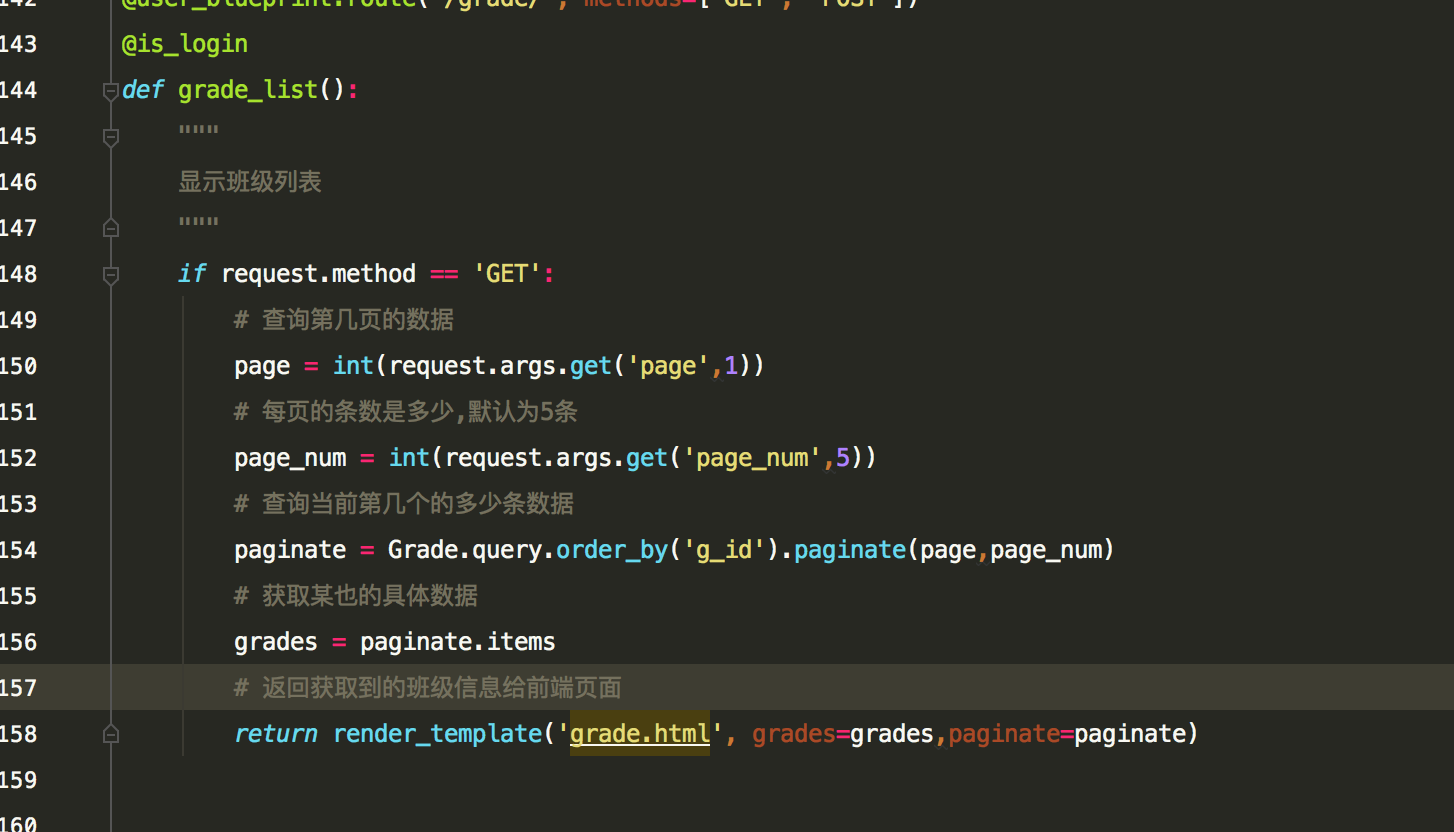 142 @user_blueprint.route('/grade/', methods=['GET', 'POST'])
143 @is_login
144 def grade_list():
145     """
146     显示班级列表
147     """
148     if request.method == 'GET':
149         # 查询第几页的数据
150         page = int(request.args.get('page',1))
151         # 每页的条数是多少,默认为5条
152         page_num = int(request.args.get('page_num',5))
153         # 查询当前第几个的多少条数据
154         paginate = Grade.query.order_by('g_id').paginate(page,page_num)
155         # 获取某也的具体数据
156         grades = paginate.items
157         # 返回获取到的班级信息给前端页面
158         return render_template('grade.html', grades=grades,paginate=paginate)
159
160